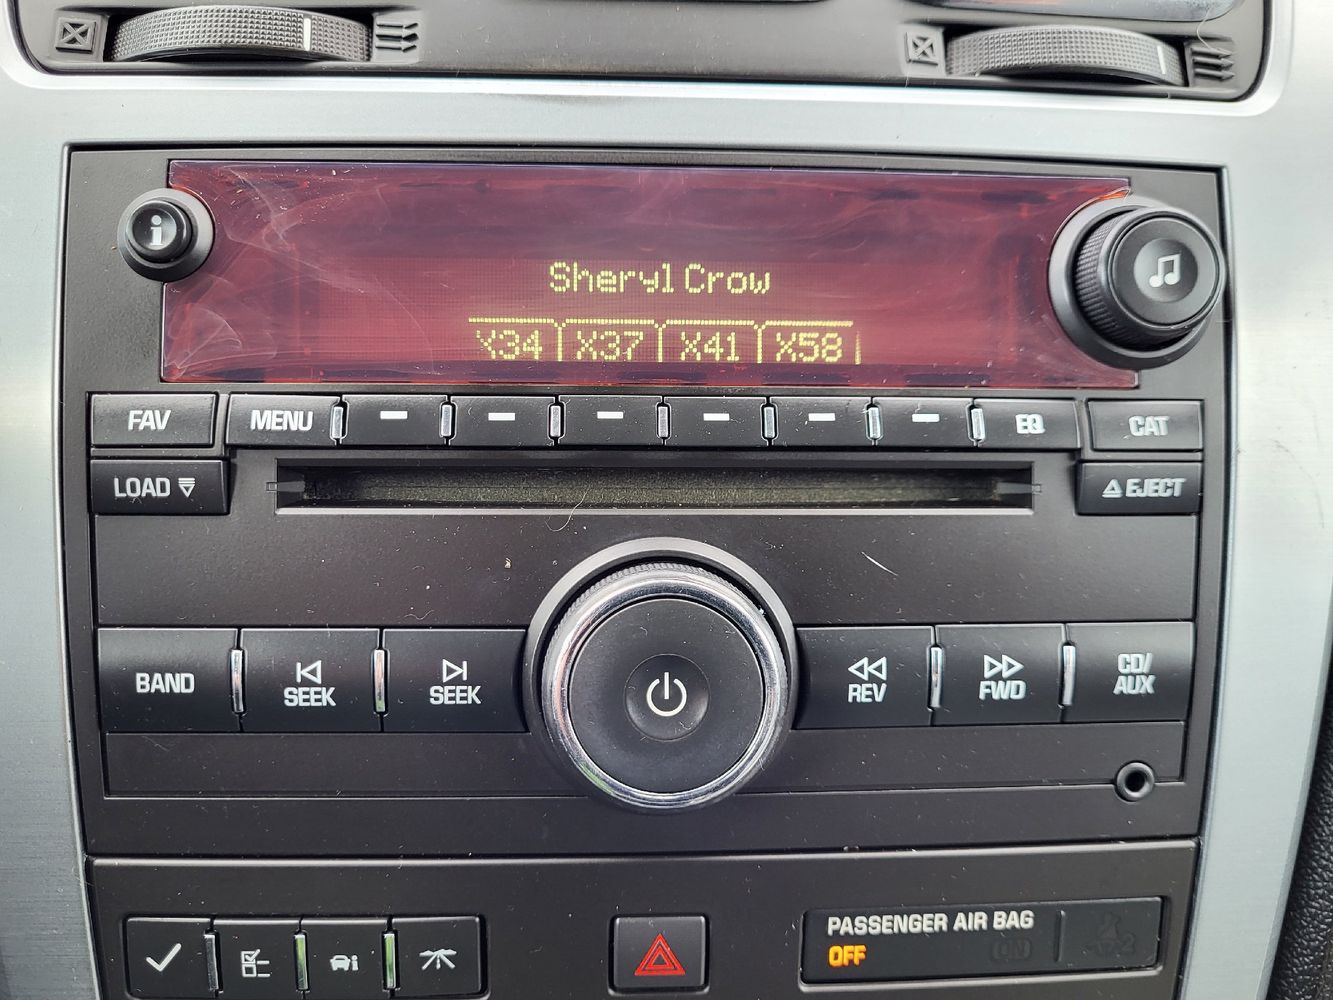 Sheryl Crow
X34 X37 X41 X58
FAV MENU EQ CAT
LOAD EJECT
BAND SEEK SEEK REV FWD CD/
AUX
PASSENGER AIR BAG
OFF ON